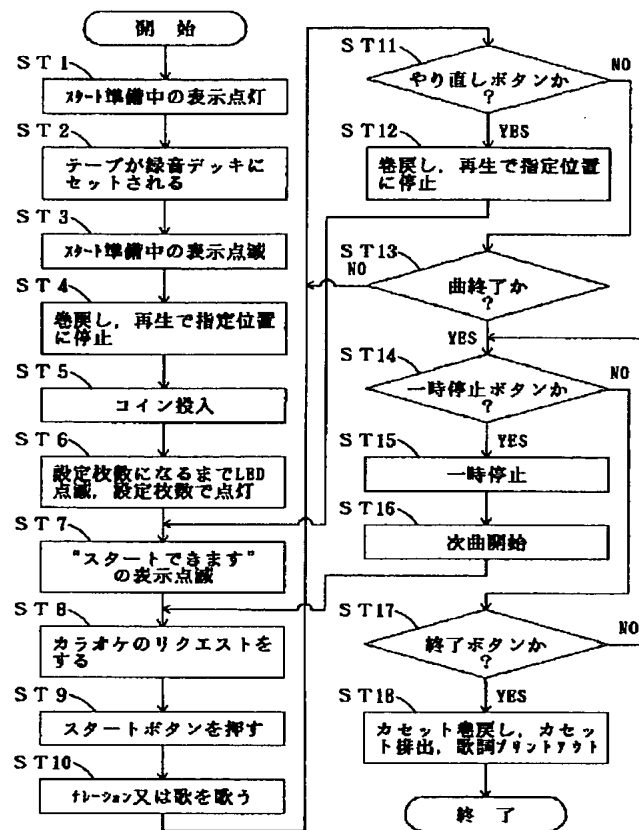 開 始
ST1
スタート準備中の表示点灯
ST2
テープが録音デッキに
セットされる
ST3
スタート準備中の表示点滅
ST4
巻戻し，再生で指定位置
に停止
ST5
コイン投入
ST6
設定枚数になるまでLED
点滅，設定枚数で点灯
ST7
"スタートできます"
の表示点滅
ST8
カラオケのリクエストを
する
ST9
スタートボタンを押す
ST10
ナレーション又は歌を歌う
ST11
NO
やり直しボタンか
?
ST12
YES
巻戻し，再生で指定位置
に停止
ST13
NO
曲終了か
?
YES
ST14
NO
一時停止ボタンか
?
ST15
YES
一時停止
ST16
次曲開始
ST17
終了ボタンか
?
NO
ST18
YES
カセット巻戻し，カセッ
ト排出，歌詞プリントアウト
終 了